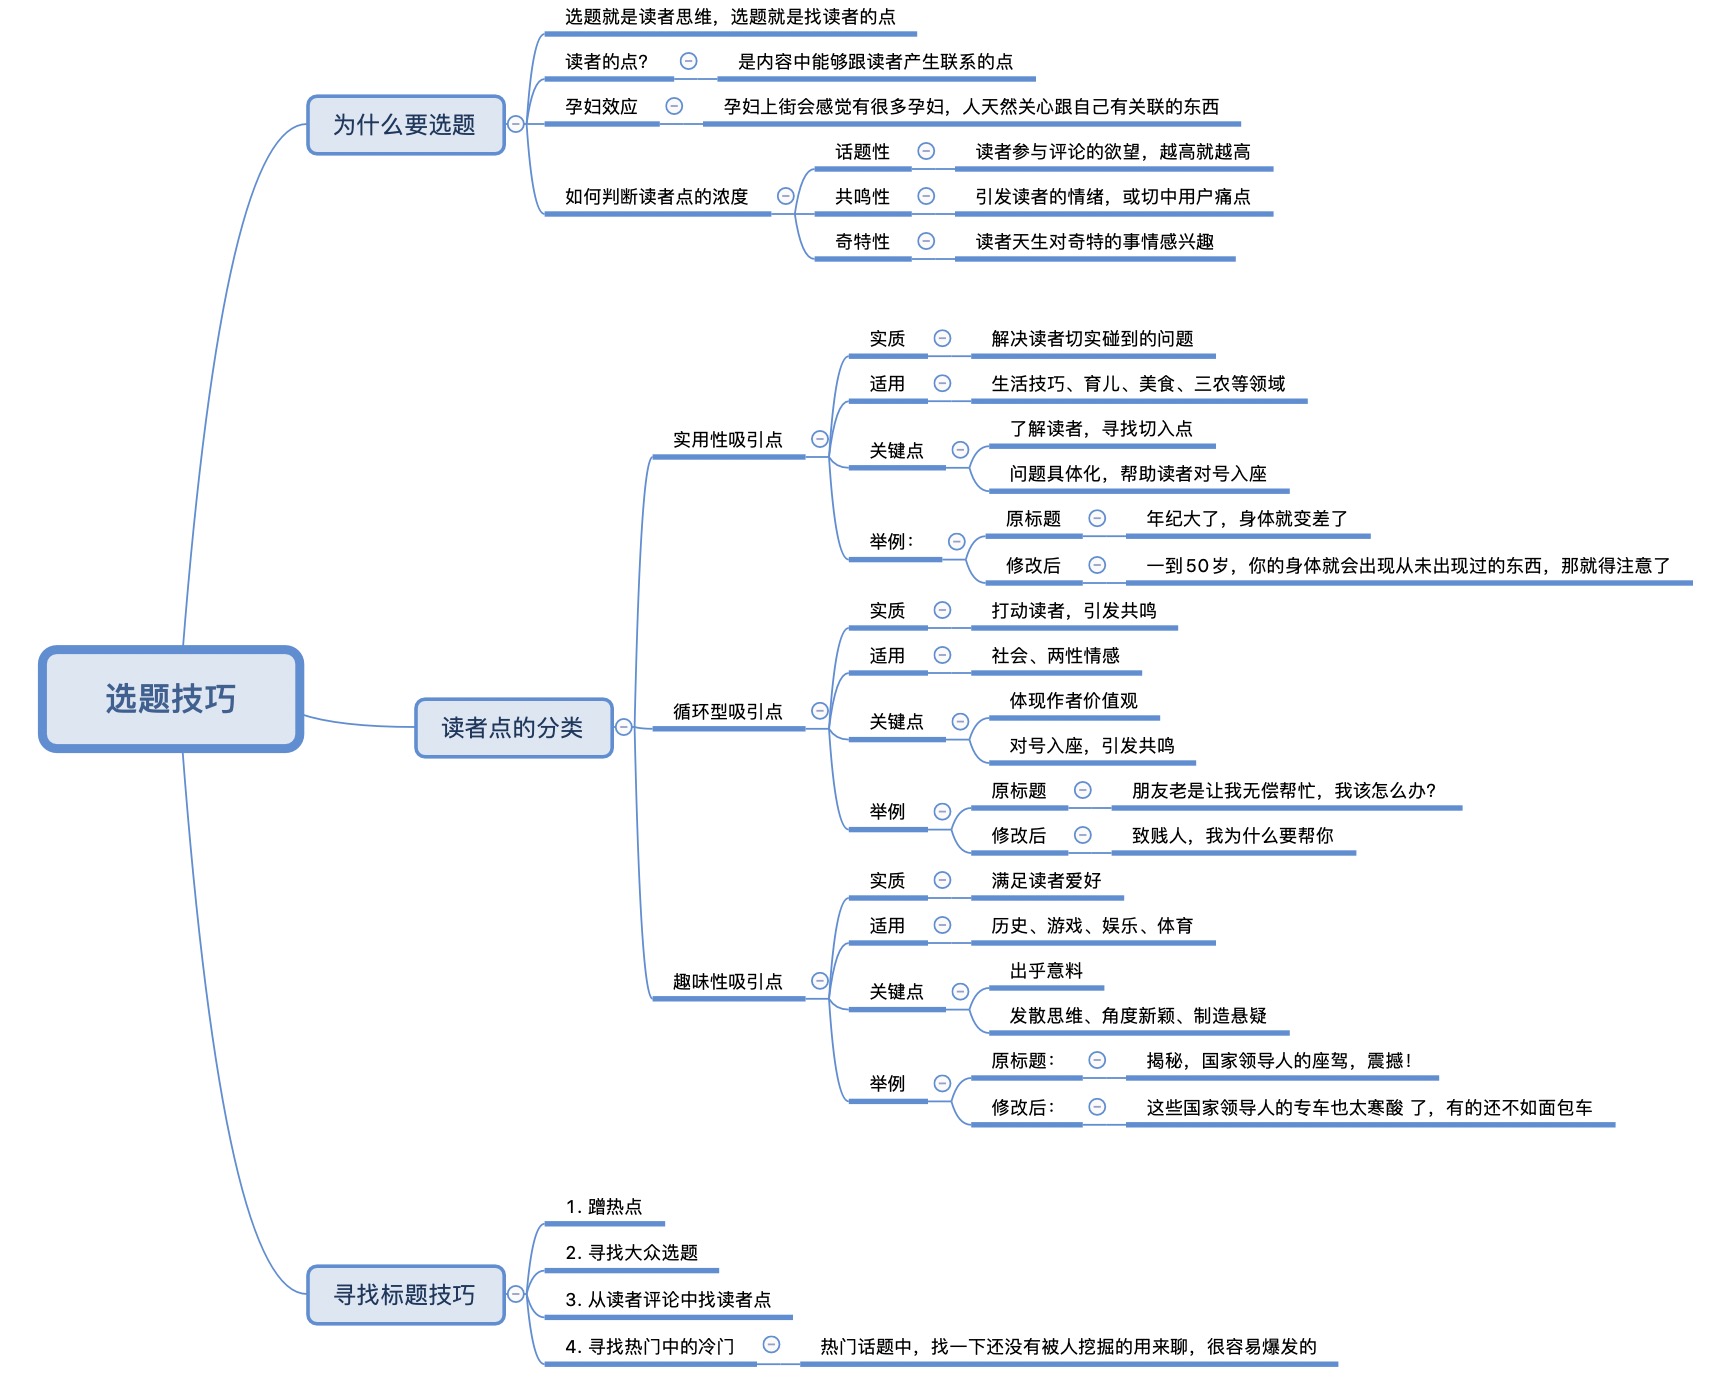 选题技巧
为什么要选题
选题就是读者思维，选题就是找读者的点
读者的点？
是内容中能够跟读者产生联系的点
孕妇效应
孕妇上街会感觉有很多孕妇，人天然关心跟自己有关联的东西
如何判断读者点的浓度
话题性
读者参与评论的欲望，越高就越高
共鸣性
引发读者的情绪，或切中用户痛点
奇特性
读者天生对奇特的事情感兴趣
读者点的分类
实用性吸引点
实质
解决读者切实碰到的问题
适用
生活技巧、育儿、美食、三农等领域
关键点
了解读者，寻找切入点
问题具体化，帮助读者对号入座
举例：
原标题
年纪大了，身体就变差了
修改后
一到50岁，你的身体就会出现从未出现过的东西，那就得注意了
循环型吸引点
实质
打动读者，引发共鸣
适用
社会、两性情感
关键点
体现作者价值观
对号入座，引发共鸣
举例
原标题
朋友老是让我无偿帮忙，我该怎么办？
修改后
致贱人，我为什么要帮你
趣味性吸引点
实质
满足读者爱好
适用
历史、游戏、娱乐、体育
关键点
出乎意料
发散思维、角度新颖、制造悬疑
举例
原标题：
揭秘，国家领导人的座驾，震撼！
修改后：
这些国家领导人的专车也太寒酸 了，有的还不如面包车
寻找标题技巧
1. 蹭热点
2. 寻找大众选题
3. 从读者评论中找读者点
4. 寻找热门中的冷门
热门话题中，找一下还没有被人挖掘的用来聊，很容易爆发的